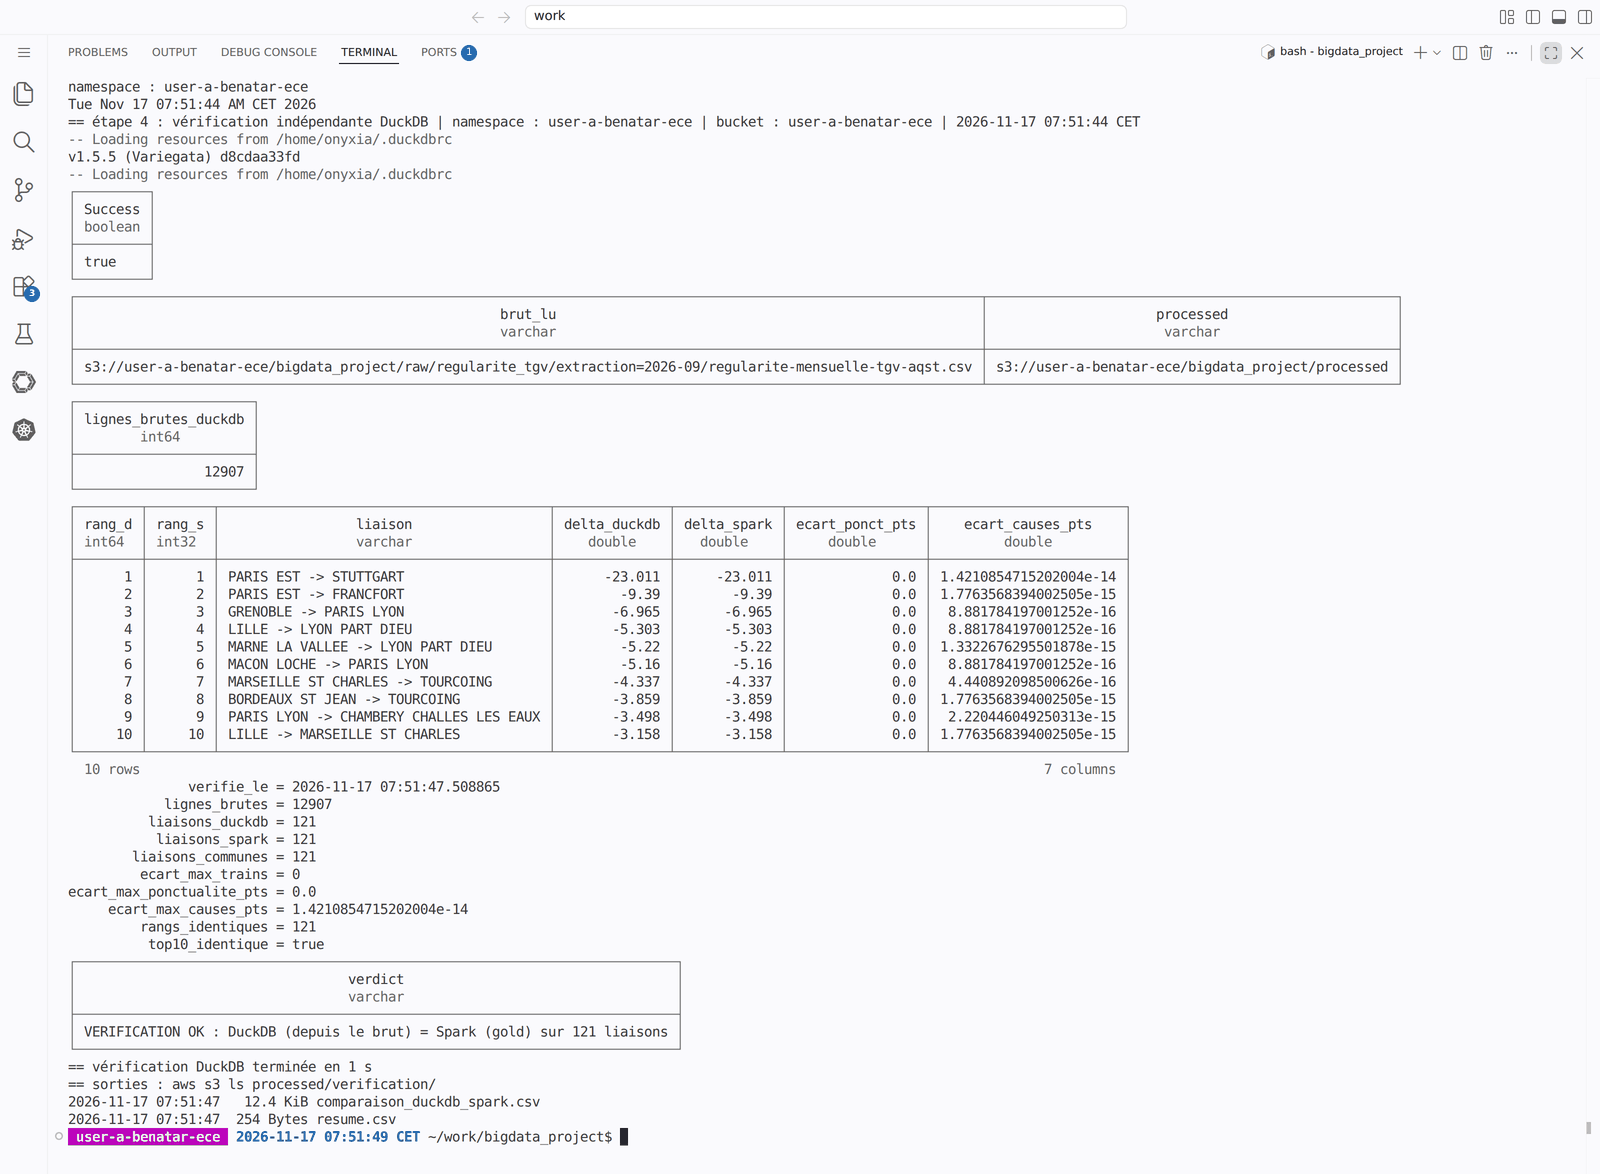 work
PROBLEMS OUTPUT DEBUG CONSOLE TERMINAL PORTS 1 bash - bigdata_project
3
namespace : user-a-benatar-ece
Tue Nov 17 07:51:44 AM CET 2026
== étape 4 : vérification indépendante DuckDB | namespace : user-a-benatar-ece | bucket : user-a-benatar-ece | 2026-11-17 07:51:44 CET
-- Loading resources from /home/onyxia/.duckdbrc
v1.5.5 (Variegata) d8cdaa33fd
-- Loading resources from /home/onyxia/.duckdbrc
Success
boolean
true
brut_lu processed
varchar varchar
s3://user-a-benatar-ece/bigdata_project/raw/regularite_tgv/extraction=2026-09/regularite-mensuelle-tgv-aqst.csv s3://user-a-benatar-ece/bigdata_project/processed
lignes_brutes_duckdb
int64
12907
rang_d rang_s liaison delta_duckdb delta_spark ecart_ponct_pts ecart_causes_pts
int64 int32 varchar double double double double
1 1 PARIS EST -> STUTTGART -23.011 -23.011 0.0 1.4210854715202004e-14
2 2 PARIS EST -> FRANCFORT -9.39 -9.39 0.0 1.7763568394002505e-15
3 3 GRENOBLE -> PARIS LYON -6.965 -6.965 0.0 8.881784197001252e-16
4 4 LILLE -> LYON PART DIEU -5.303 -5.303 0.0 8.881784197001252e-16
5 5 MARNE LA VALLEE -> LYON PART DIEU -5.22 -5.22 0.0 1.3322676295501878e-15
6 6 MACON LOCHE -> PARIS LYON -5.16 -5.16 0.0 8.881784197001252e-16
7 7 MARSEILLE ST CHARLES -> TOURCOING -4.337 -4.337 0.0 4.440892098500626e-16
8 8 BORDEAUX ST JEAN -> TOURCOING -3.859 -3.859 0.0 1.7763568394002505e-15
9 9 PARIS LYON -> CHAMBERY CHALLES LES EAUX -3.498 -3.498 0.0 2.220446049250313e-15
10 10 LILLE -> MARSEILLE ST CHARLES -3.158 -3.158 0.0 1.7763568394002505e-15
10 rows 7 columns
verifie_le = 2026-11-17 07:51:47.508865
lignes_brutes = 12907
liaisons_duckdb = 121
liaisons_spark = 121
liaisons_communes = 121
ecart_max_trains = 0
ecart_max_ponctualite_pts = 0.0
ecart_max_causes_pts = 1.4210854715202004e-14
rangs_identiques = 121
top10_identique = true
verdict
varchar
VERIFICATION OK : DuckDB (depuis le brut) = Spark (gold) sur 121 liaisons
== vérification DuckDB terminée en 1 s
== sorties : aws s3 ls processed/verification/
2026-11-17 07:51:47 12.4 KiB comparaison_duckdb_spark.csv
2026-11-17 07:51:47 254 Bytes resume.csv
user-a-benatar-ece 2026-11-17 07:51:49 CET ~/work/bigdata_project$